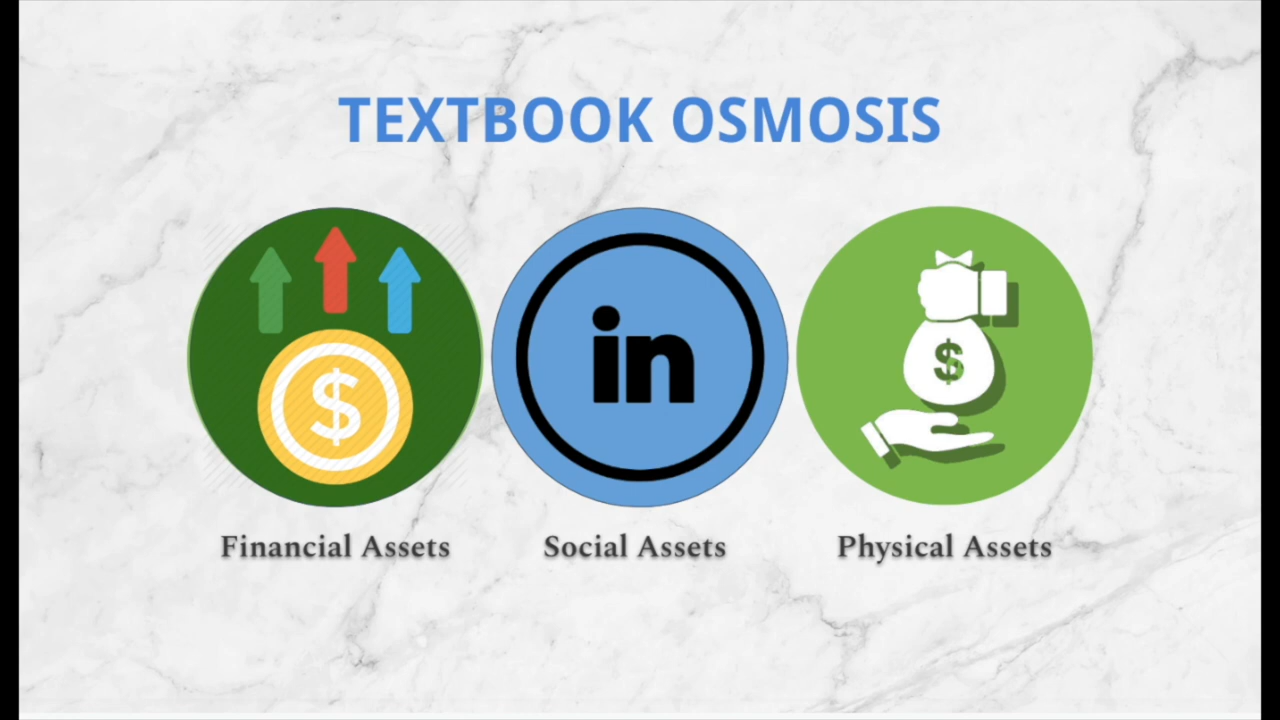 TEXTBOOK OSMOSIS
$
in
$
Financial Assets
Social Assets
Physical Assets